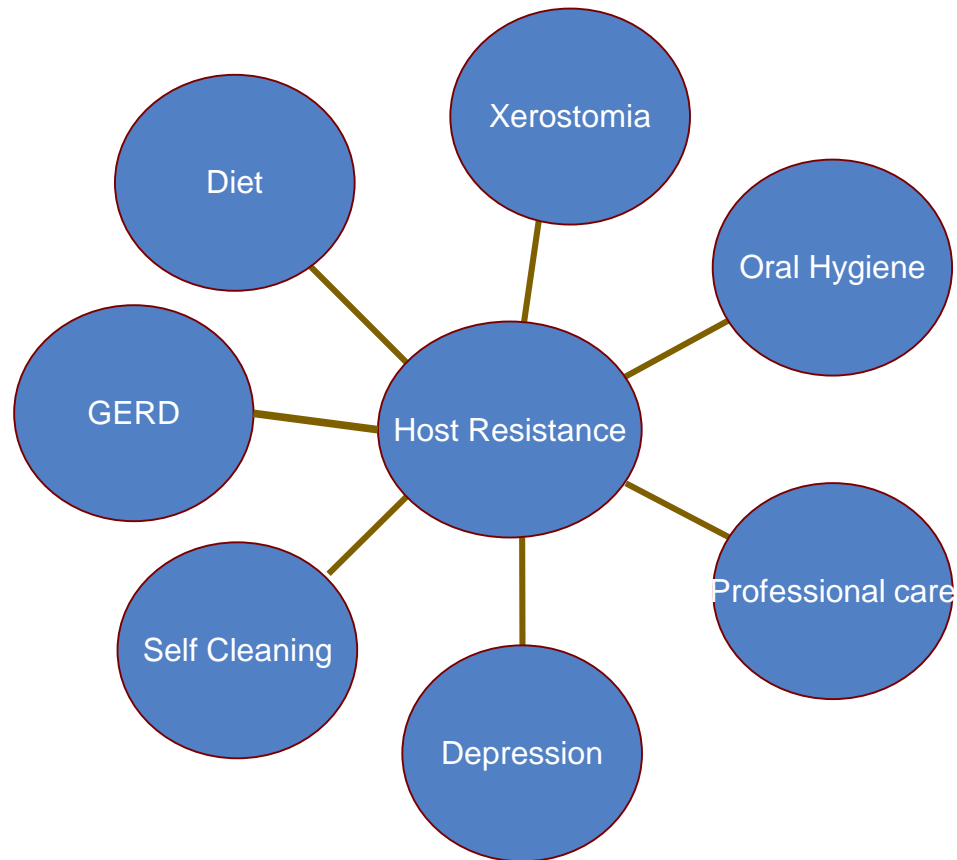 Xerostomia
Diet
Oral Hygiene
GERD
Host Resistance
Professional care
Self Cleaning
Depression